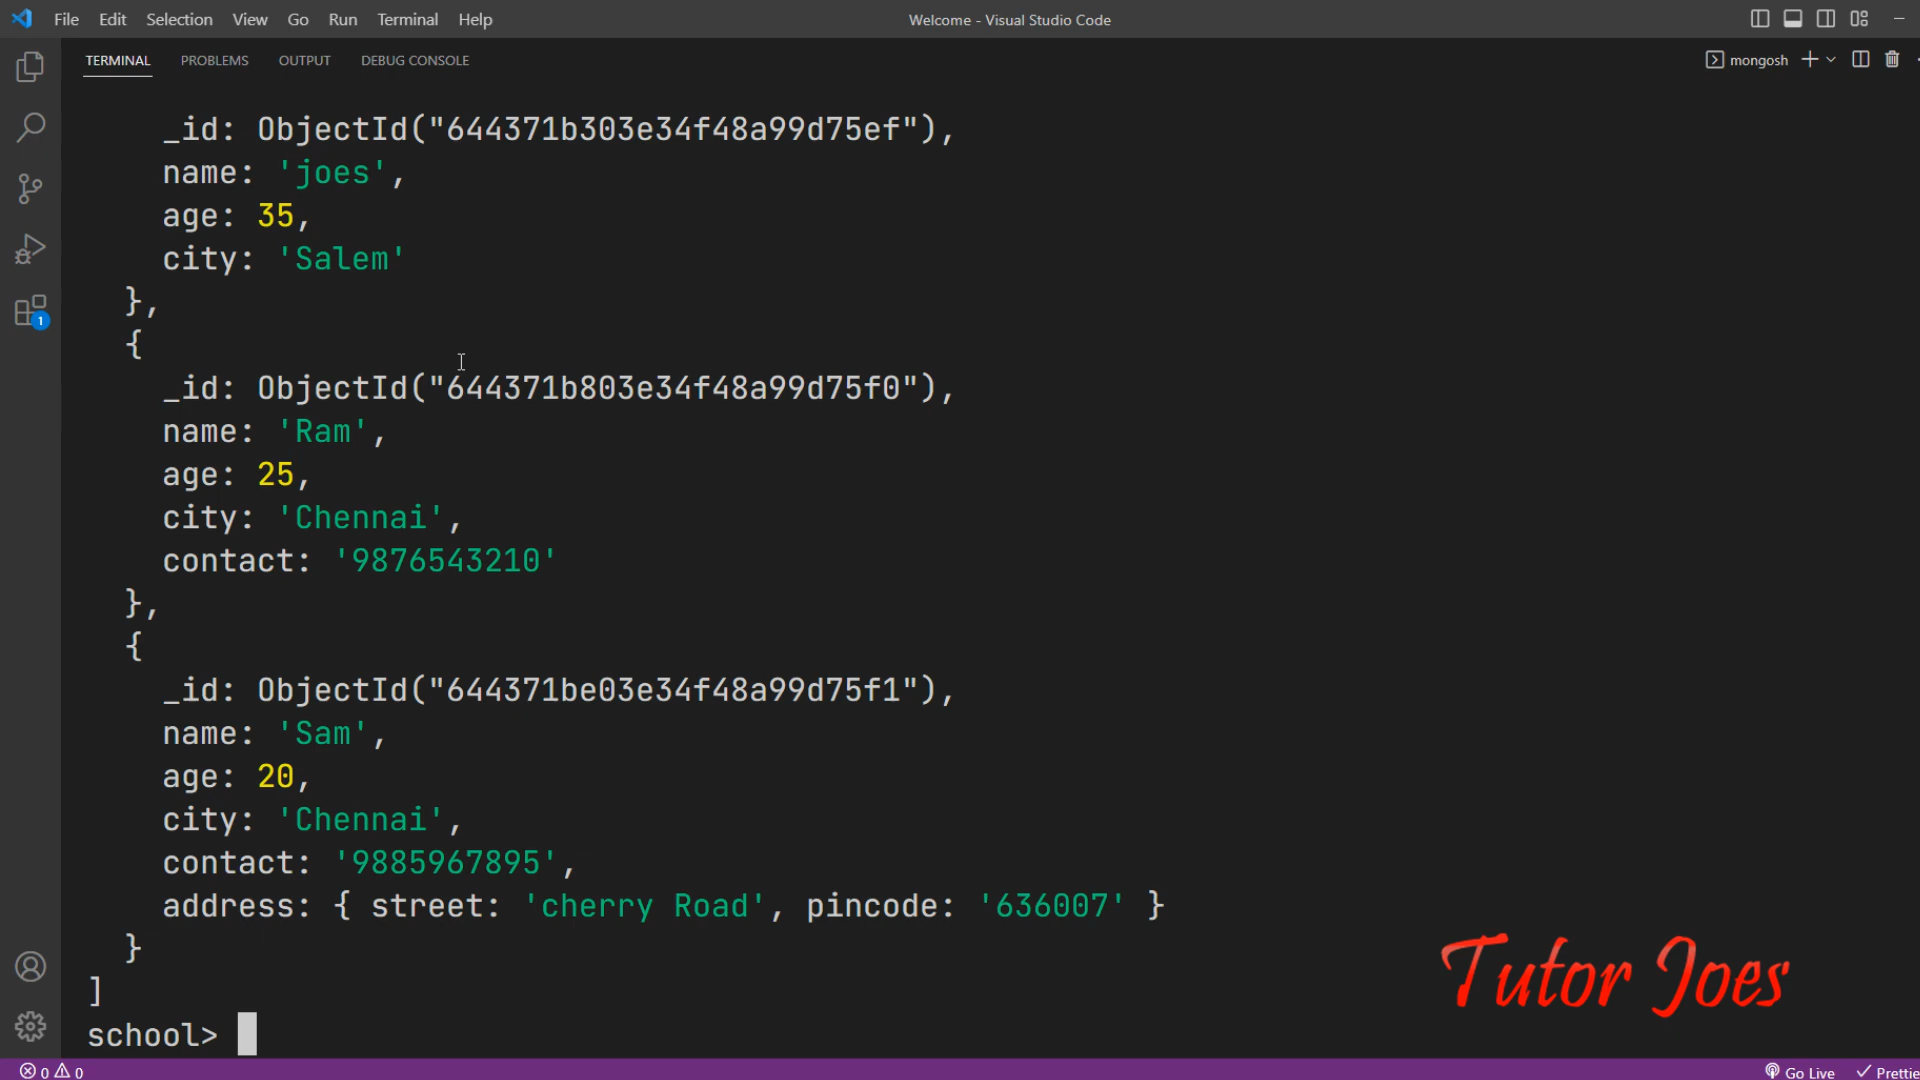 File Edit Selection View Go Run Terminal Help
Welcome - Visual Studio Code
TERMINAL PROBLEMS OUTPUT DEBUG CONSOLE
mongosh
_id: ObjectId("644371b303e34f48a99d75ef"),
name: 'joes',
age: 35,
city: 'Salem'
},
{
_id: ObjectId("644371b803e34f48a99d75f0"),
name: 'Ram',
age: 25,
city: 'Chennai',
contact: '9876543210'
},
{
_id: ObjectId("644371be03e34f48a99d75f1"),
name: 'Sam',
age: 20,
city: 'Chennai',
contact: '9885967895',
address: { street: 'cherry Road', pincode: '636007' }
}
]
school>
1
Tutor Joes
0 0
Go Live Prettie